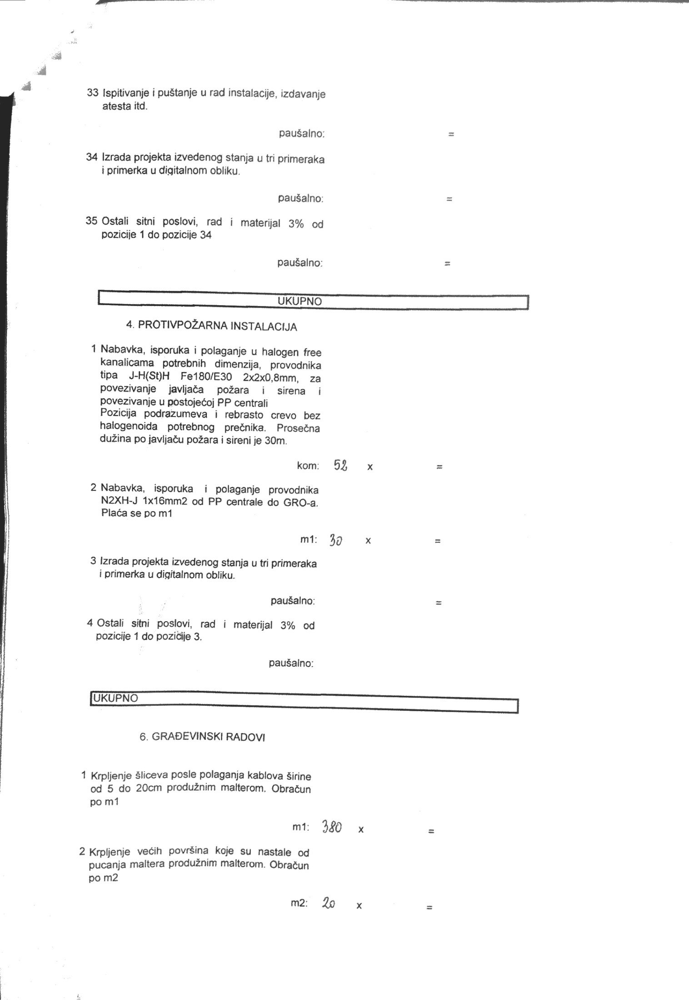 33 Ispitivanje i puštanje u rad instalacije, izdavanje
atesta itd.
paušalno: =
34 Izrada projekta izvedenog stanja u tri primeraka
i primerka u digitalnom obliku.
paušalno: =
35 Ostali sitni poslovi, rad i materijal 3% od
pozicije 1 do pozicije 34
paušalno: =
UKUPNO
4. PROTIVPOŽARNA INSTALACIJA
1 Nabavka, isporuka i polaganje u halogen free
kanalicama potrebnih dimenzija, provodnika
tipa J-H(St)H Fe180/E30 2x2x0,8mm, za
povezivanje javljača požara i sirena i
povezivanje u postojećoj PP centrali
Pozicija podrazumeva i rebrasto crevo bez
halogenoida potrebnog prečnika. Prosečna
dužina po javljaču požara i sireni je 30m.
kom: 52 x =
2 Nabavka, isporuka i polaganje provodnika
N2XH-J 1x16mm2 od PP centrale do GRO-a.
Plaća se po m1
m1: 30 x =
3 Izrada projekta izvedenog stanja u tri primeraka
i primerka u digitalnom obliku.
paušalno: =
4 Ostali sitni poslovi, rad i materijal 3% od
pozicije 1 do pozicije 3.
paušalno:
UKUPNO
6. GRAĐEVINSKI RADOVI
1 Krpljenje šliceva posle polaganja kablova širine
od 5 do 20cm produžnim malterom. Obračun
po m1
m1: 380 x =
2 Krpljenje većih površina koje su nastale od
pucanja maltera produžnim malterom. Obračun
po m2
m2: 20 x =